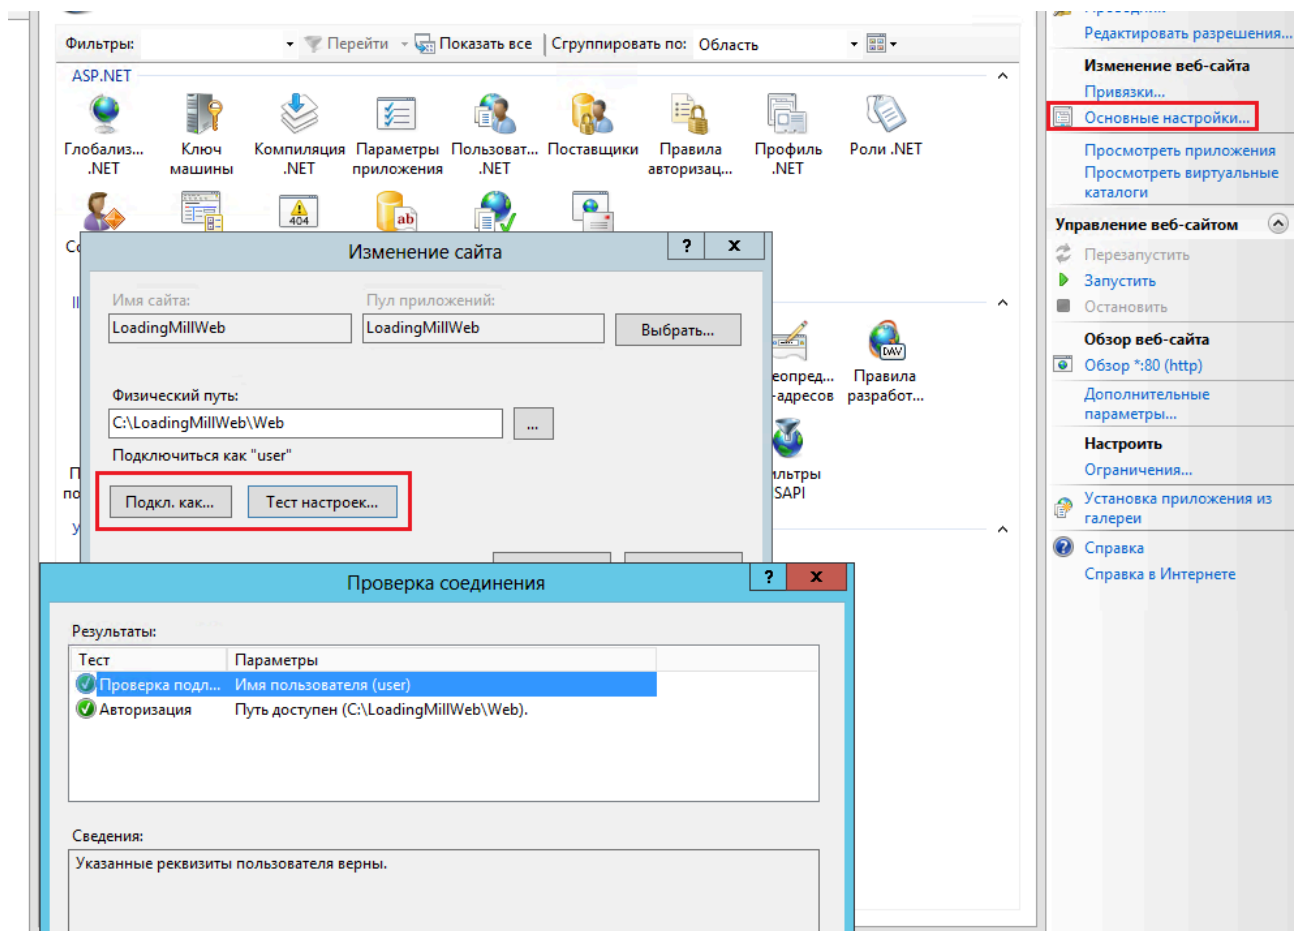 Фильтры:
Перейти
Показать все
Сгруппировать по: Область
ASP.NET
Глобализ... .NET
Ключ машины
Компиляция .NET
Параметры приложения
Пользоват... .NET
Поставщики
Правила авторизац...
Профиль .NET
Роли .NET
404
ab
Изменение сайта
? x
Имя сайта:
Пул приложений:
LoadingMillWeb
LoadingMillWeb
Выбрать...
Физический путь:
C:\LoadingMillWeb\Web
...
Подключиться как "user"
Подкл. как...
Тест настроек...
DAV
Правила
разработ...
Проверка соединения
? x
Результаты:
Тест
Параметры
Проверка подл...
Имя пользователя (user)
Авторизация
Путь доступен (C:\LoadingMillWeb\Web).
Сведения:
Указанные реквизиты пользователя верны.
Редактировать разрешения...
Изменение веб-сайта
Привязки...
Основные настройки...
Просмотреть приложения
Просмотреть виртуальные
каталоги
Управление веб-сайтом
Перезапустить
Запустить
Остановить
Обзор веб-сайта
Обзор *:80 (http)
Дополнительные
параметры...
Настроить
Ограничения...
Установка приложения из
галереи
Справка
Справка в Интернете